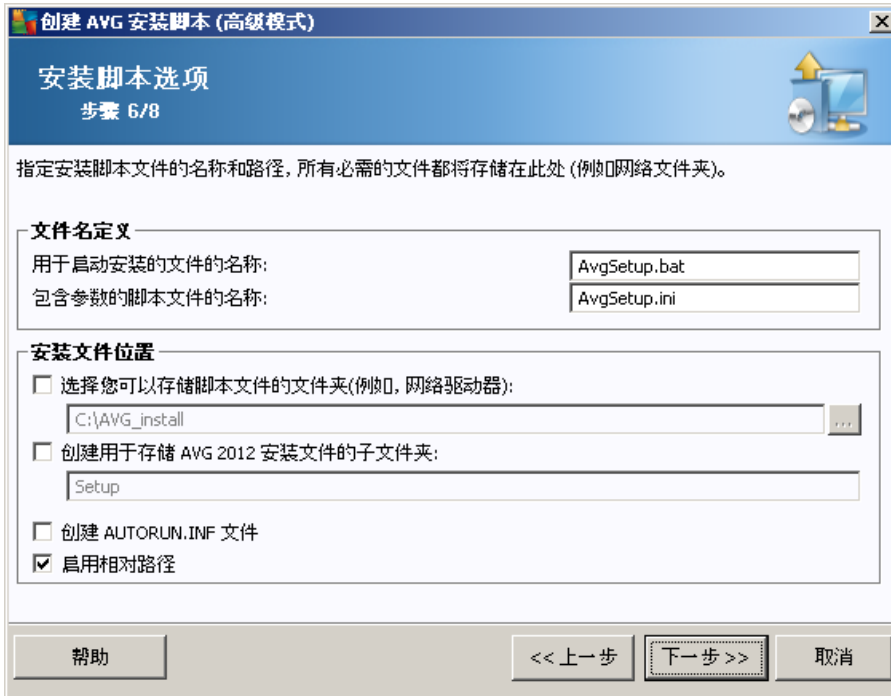 创建 AVG 安装脚本 (高级模式)
安装脚本选项
步骤 6/8
指定安装脚本文件的名称和路径, 所有必需的文件都将存储在此处 (例如网络文件夹)。
文件名定义
用于启动安装的文件的名称:
AvgSetup.bat
包含参数的脚本文件的名称:
AvgSetup.ini
安装文件位置
选择您可以存储脚本文件的文件夹(例如, 网络驱动器):
C:\AVG_install
...
创建用于存储 AVG 2012 安装文件的子文件夹:
Setup
创建 AUTORUN.INF 文件
启用相对路径
帮助
<< 上一步
下一步 >>
取消